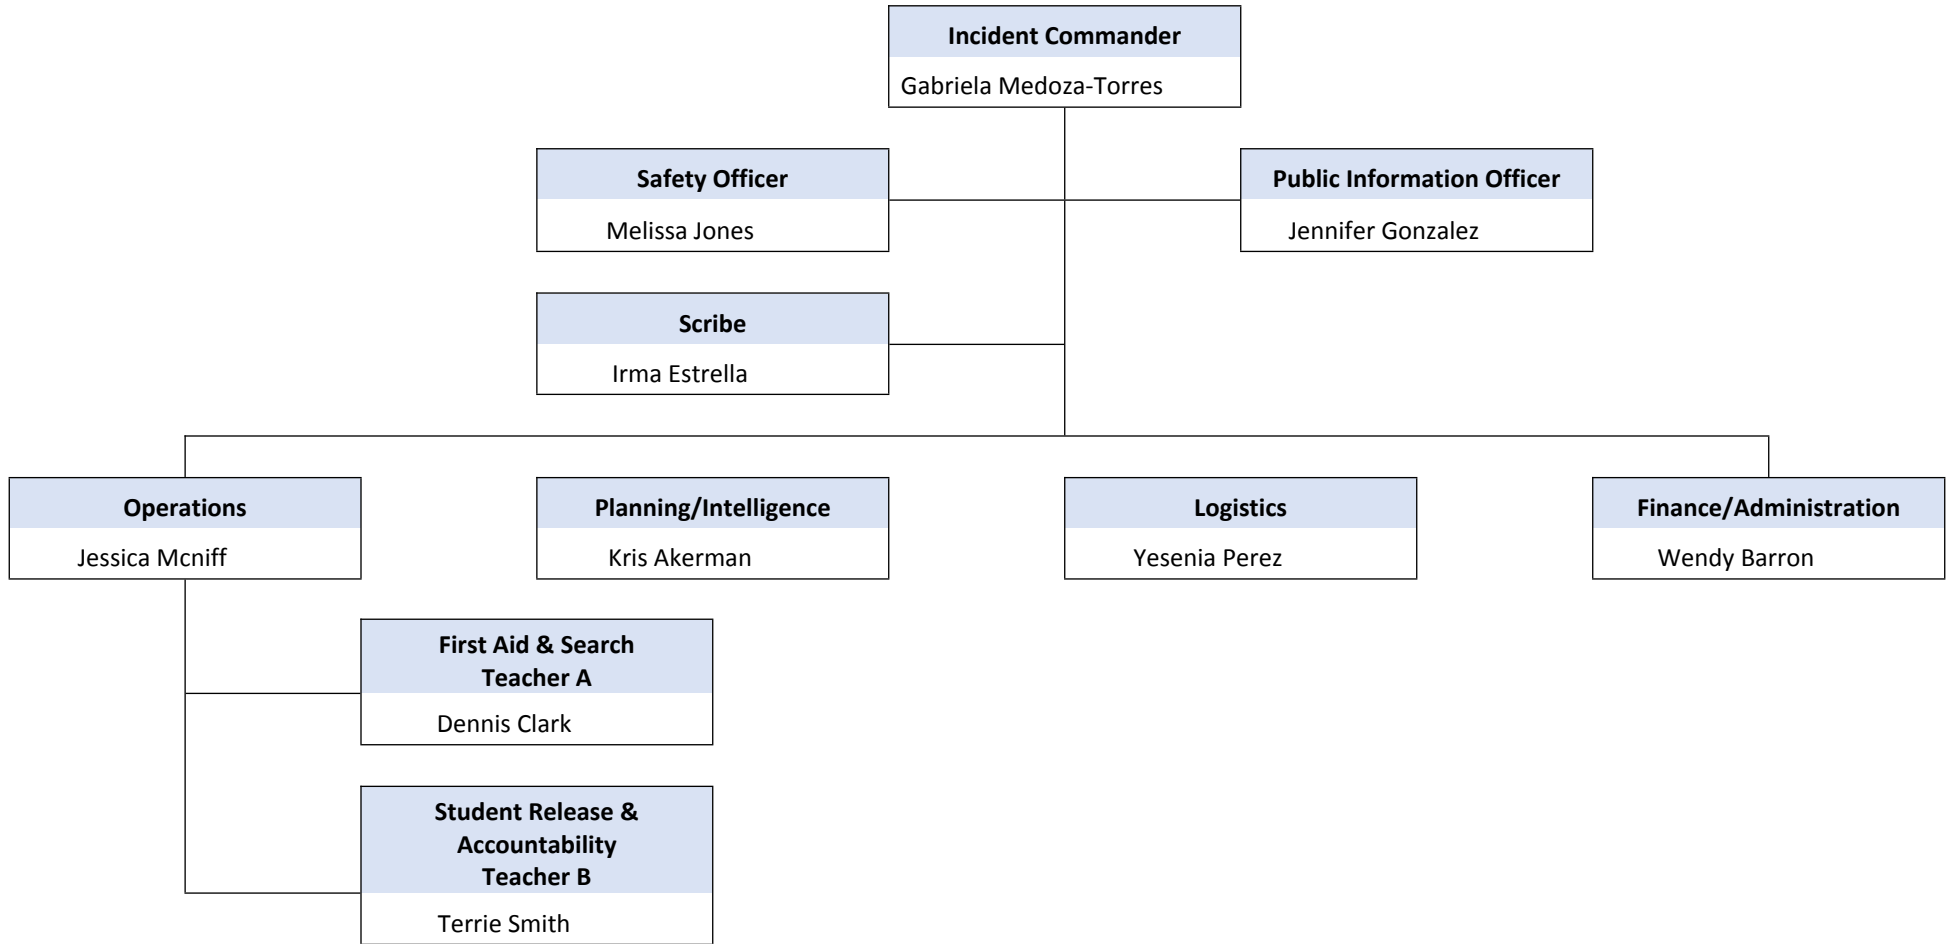 Incident Commander
Gabriela Medoza-Torres
Safety Officer
Melissa Jones
Public Information Officer
Jennifer Gonzalez
Scribe
Irma Estrella
Operations
Jessica Mcniff
Planning/Intelligence
Kris Akerman
Logistics
Yesenia Perez
Finance/Administration
Wendy Barron
First Aid & Search
Teacher A
Dennis Clark
Student Release &
Accountability
Teacher B
Terrie Smith